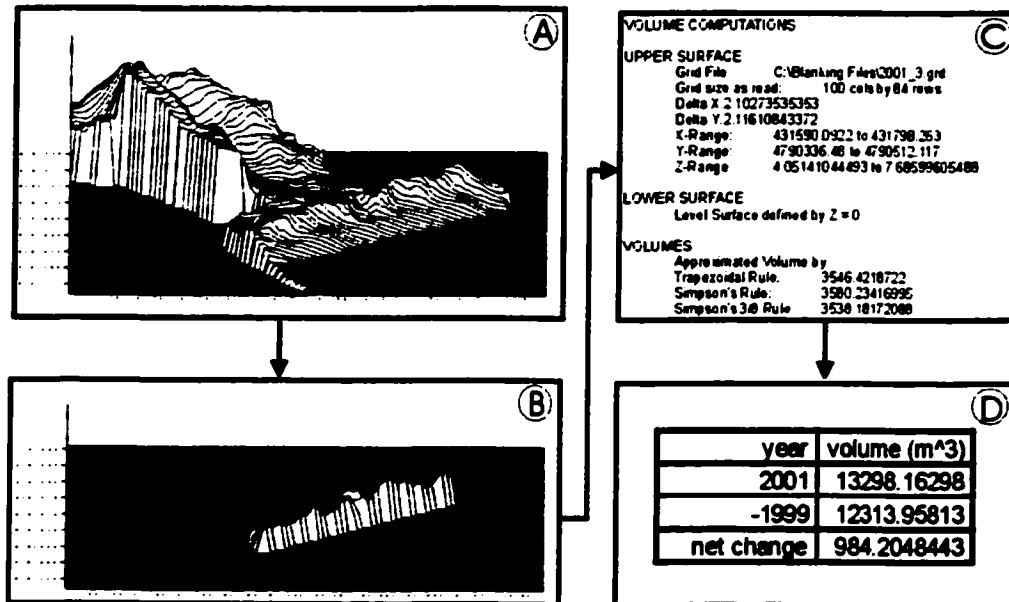 A
VOLUME COMPUTATIONS
C
UPPER SURFACE
Grid File C:\Blanking Files\2001_3.grd
Grid size as read: 100 cols by 84 rows
Delta X: 2.10273535353
Delta Y: 2.11610843372
X-Range: 431590.0922 to 431798.263
Y-Range: 4790336.48 to 4790512.117
Z-Range 4.05141044493 to 7.68599605488
LOWER SURFACE
Level Surface defined by Z = 0
VOLUMES
Approximated Volume by
Trapezoidal Rule: 3546.4218722
Simpson's Rule: 3580.23416995
Simpson's 3/8 Rule 3538.18172088
B
D
year volume (m^3)
2001 13298.16298
-1999 12313.95813
net change 984.2048443